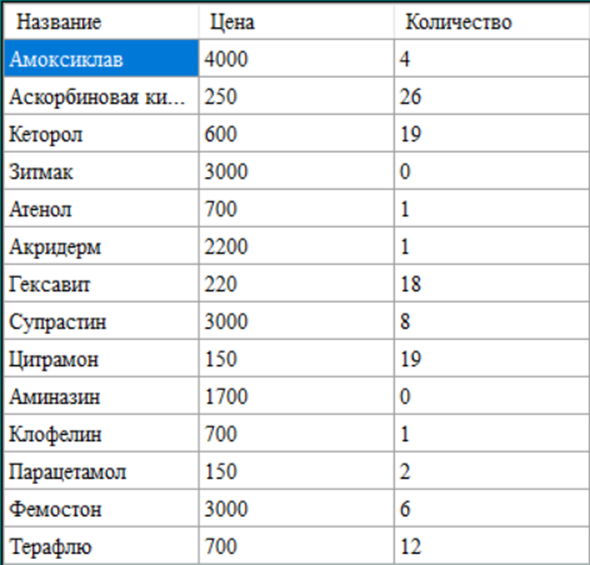 Название Цена Количество
Амоксиклав 4000 4
Аскорбиновая ки... 250 26
Кеторол 600 19
Зитмак 3000 0
Атенол 700 1
Акридерм 2200 1
Гексавит 220 18
Супрастин 3000 8
Цитрамон 150 19
Аминазин 1700 0
Клофелин 700 1
Парацетамол 150 2
Фемостон 3000 6
Терафлю 700 12